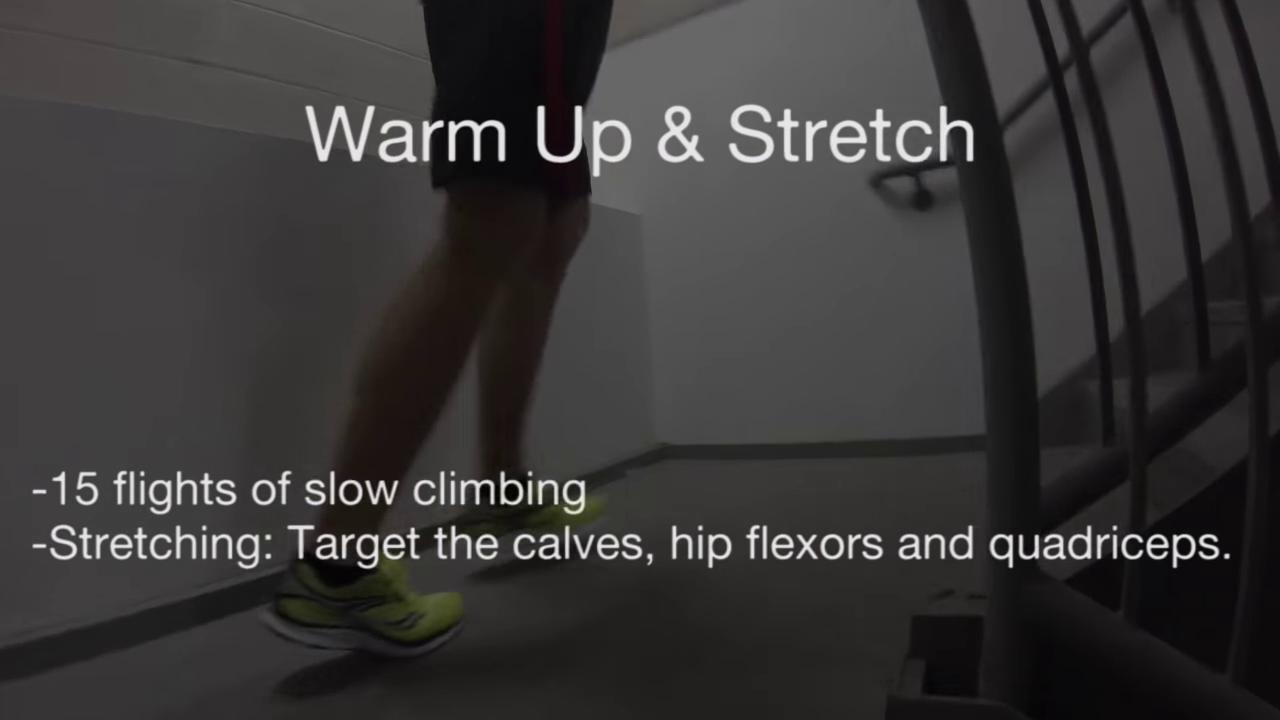 Warm Up & Stretch
-15 flights of slow climbing
-Stretching: Target the calves, hip flexors and quadriceps.